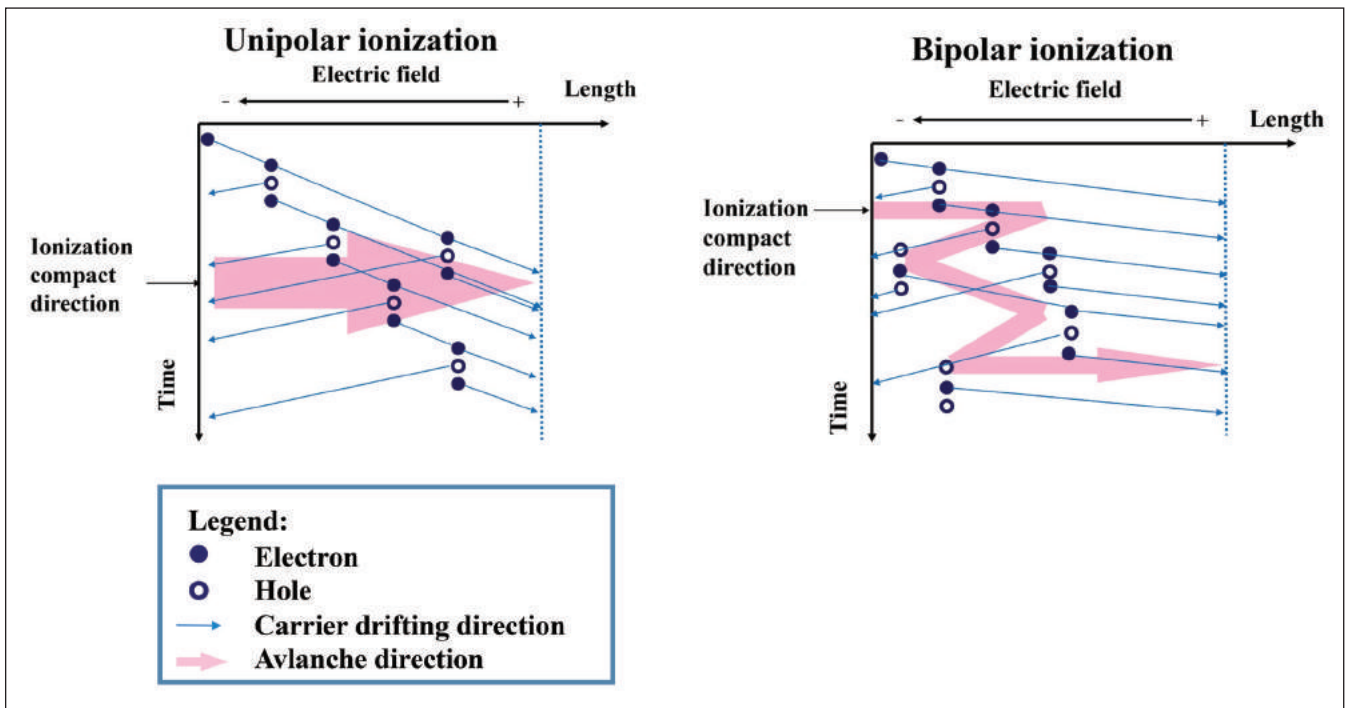 Unipolar ionization
Electric field
- +
Length
Ionization
compact
direction
Time
Bipolar ionization
Electric field
- +
Length
Ionization
compact
direction
Time
Legend:
Electron
Hole
Carrier drifting direction
Avlanche direction